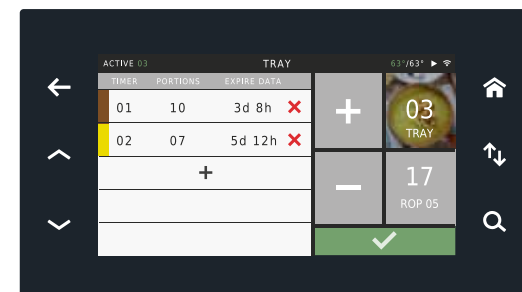 ACTIVE 03 TRAY 63°/63°
TIMER PORTIONS EXPIRE DATA
01 10 3d 8h
02 07 5d 12h
+
+
−
03
TRAY
17
ROP 05